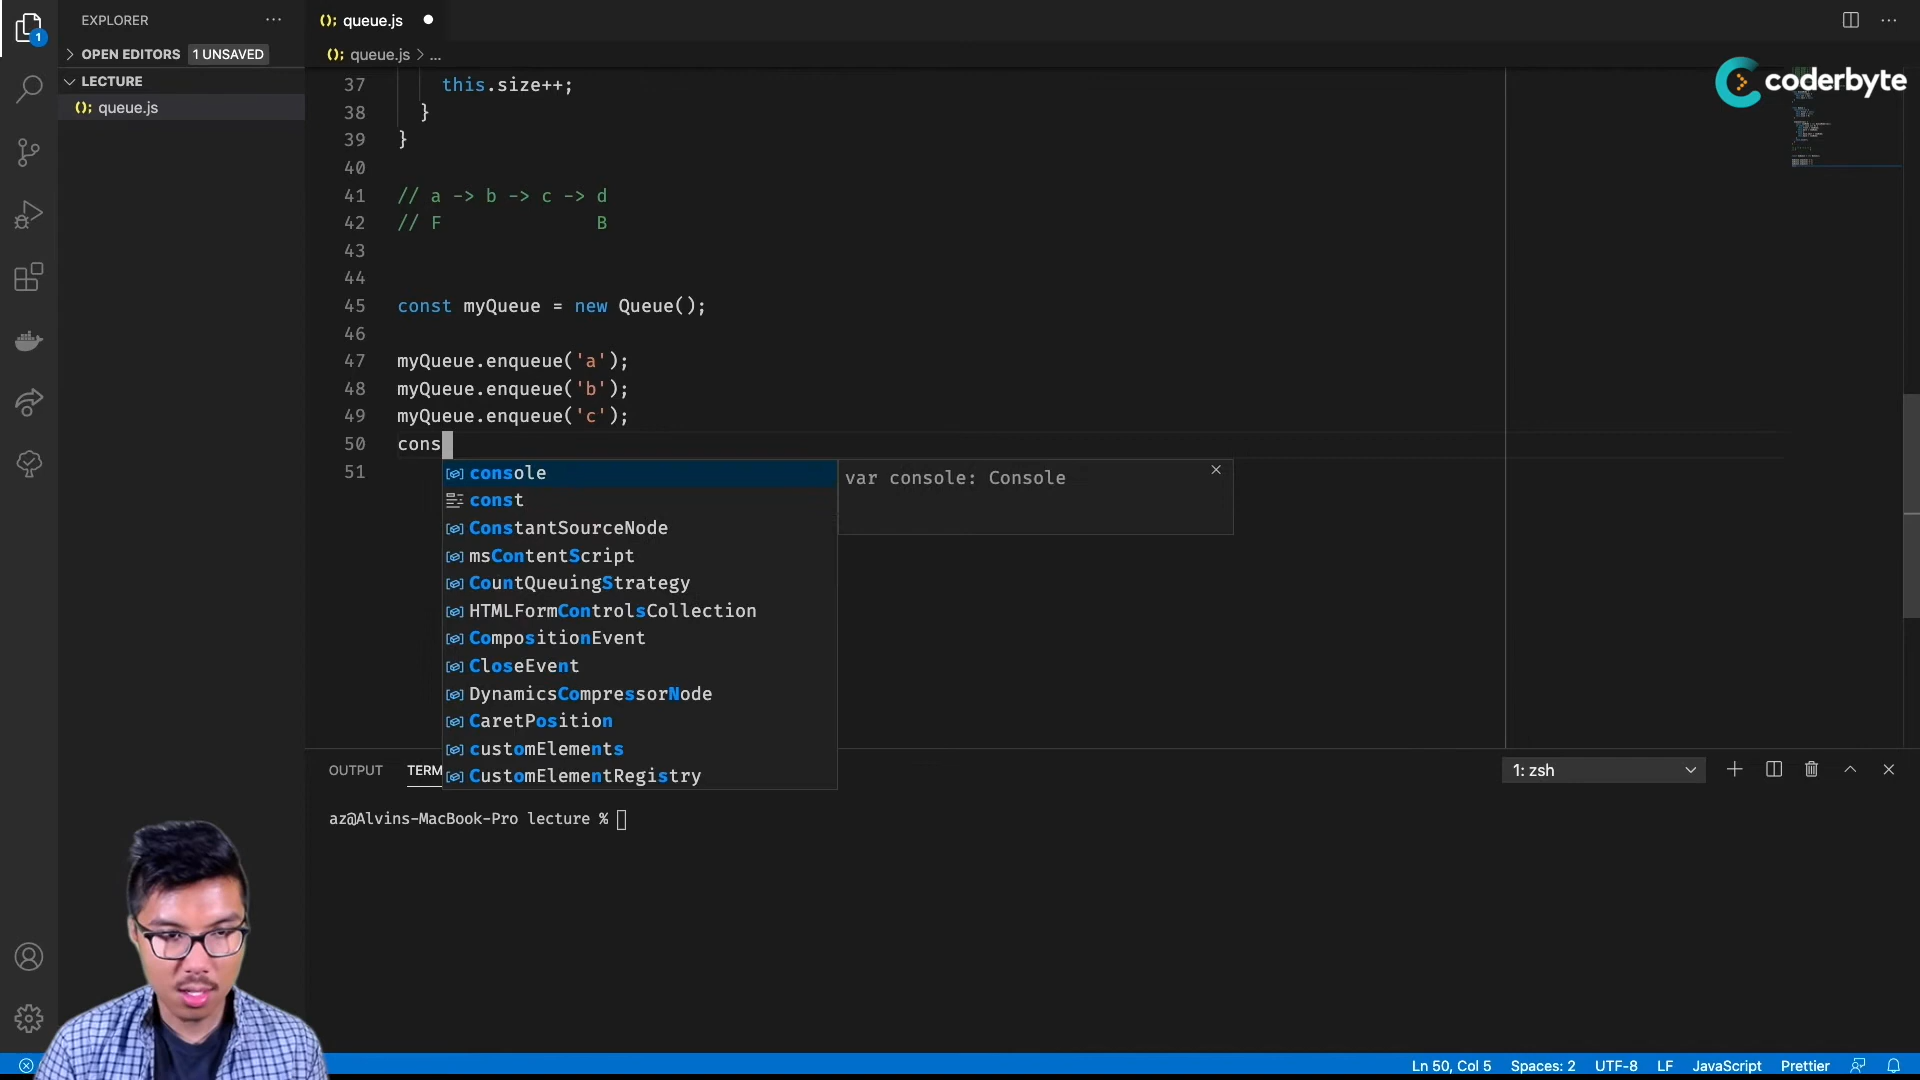 EXPLORER
queue.js
OPEN EDITORS 1 UNSAVED
queue.js > ...
LECTURE
queue.js
coderbyte
37 this.size++;
38 }
39 }
40
41 // a -> b -> c -> d
42 // F B
43
44
45 const myQueue = new Queue();
46
47 myQueue.enqueue('a');
48 myQueue.enqueue('b');
49 myQueue.enqueue('c');
50 cons
51
console
var console: Console
const
ConstantSourceNode
msContentScript
CountQueuingStrategy
HTMLFormControlsCollection
CompositionEvent
CloseEvent
DynamicsCompressorNode
CaretPosition
customElements
CustomElementRegistry
OUTPUT TERM
1: zsh
az@Alvins-MacBook-Pro lecture %
Ln 50, Col 5 Spaces: 2 UTF-8 LF JavaScript Prettier